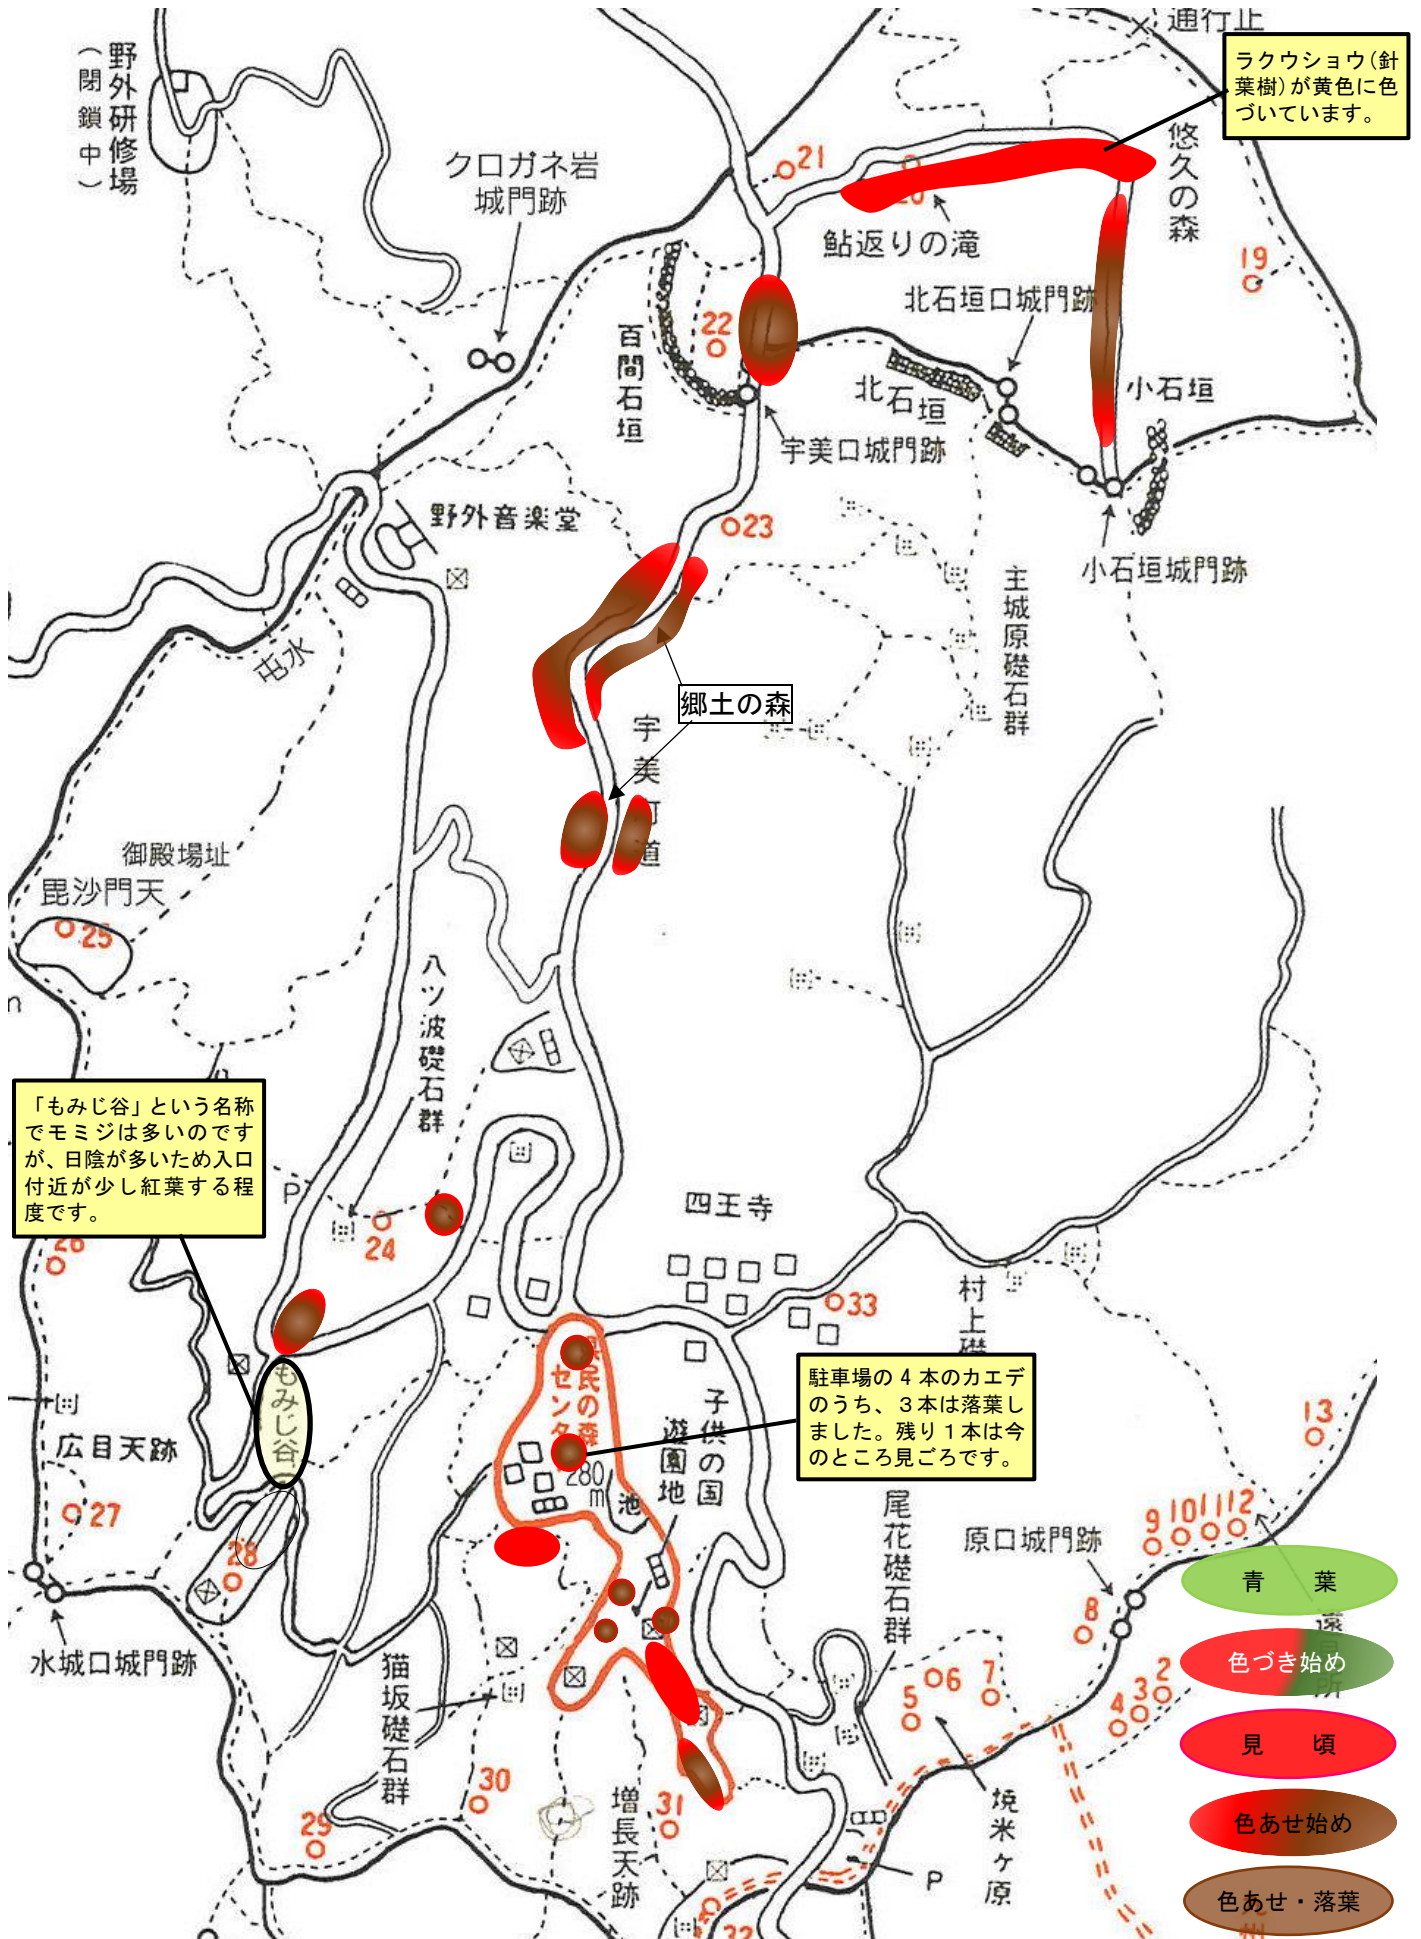 通行止
ラクウショウ(針
葉樹)が黄色に色
づいています。
野外研修場
(閉鎖中)
クロガネ岩
城門跡
21
20
悠久の森
鮎返りの滝
19
北石垣口城門跡
22
百間石垣
北石垣
小石垣
宇美口城門跡
野外音楽堂
23
小石垣城門跡
主城原礎石群
屯水
郷土の森
宇美町道
御殿場址
毘沙門天
25
八ツ波礎石群
「もみじ谷」という名称
でモミジは多いのです
が、日陰が多いため入口
付近が少し紅葉する程
度です。
P
24
26
四王寺
33
村上礎
県民の森
センタ
もみじ谷
駐車場の4本のカエデ
のうち、3本は落葉し
ました。残り1本は今
のところ見ごろです。
子供の国
遊園地
280
m
池
13
広目天跡
27
28
尾花礎石群
原口城門跡
9
10
11
12
8
青 葉
遠見所
色づき始め
水城口城門跡
猫坂礎石群
5
6
7
4
3
2
見 頃
30
29
増長天跡
31
焼米ヶ原
色あせ始め
P
色あせ・落葉
32